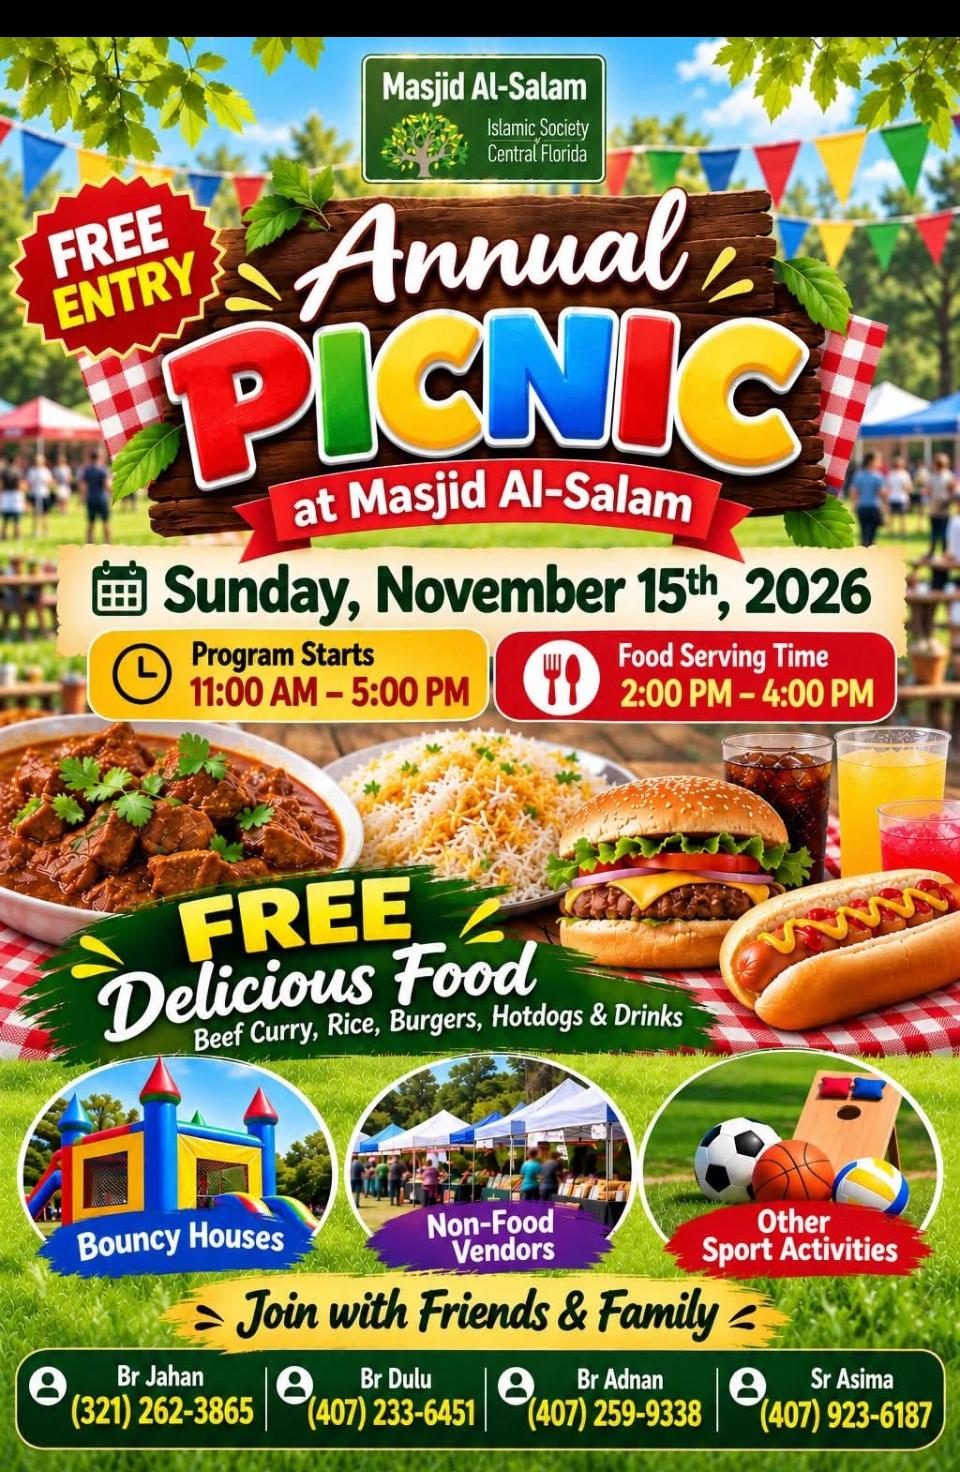 Masjid Al-Salam
Islamic Society
of
Central Florida
FREE
ENTRY
Annual
PICNIC
at Masjid Al-Salam
Sunday, November 15th, 2026
Program Starts
11:00 AM – 5:00 PM
Food Serving Time
2:00 PM – 4:00 PM
FREE
Delicious Food
Beef Curry, Rice, Burgers, Hotdogs & Drinks
Bouncy Houses
Non-Food
Vendors
Other
Sport Activities
Join with Friends & Family
Br Jahan
(321) 262-3865
Br Dulu
(407) 233-6451
Br Adnan
(407) 259-9338
Sr Asima
(407) 923-6187